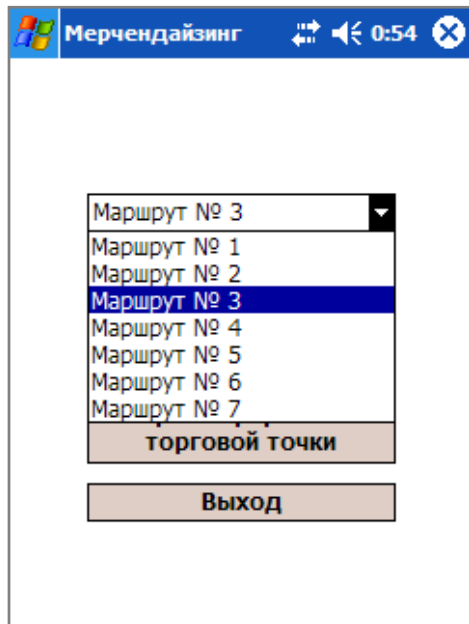 Мерчендайзинг 0:54
Маршрут № 3
Маршрут № 1
Маршрут № 2
Маршрут № 3
Маршрут № 4
Маршрут № 5
Маршрут № 6
Маршрут № 7
торговой точки
Выход